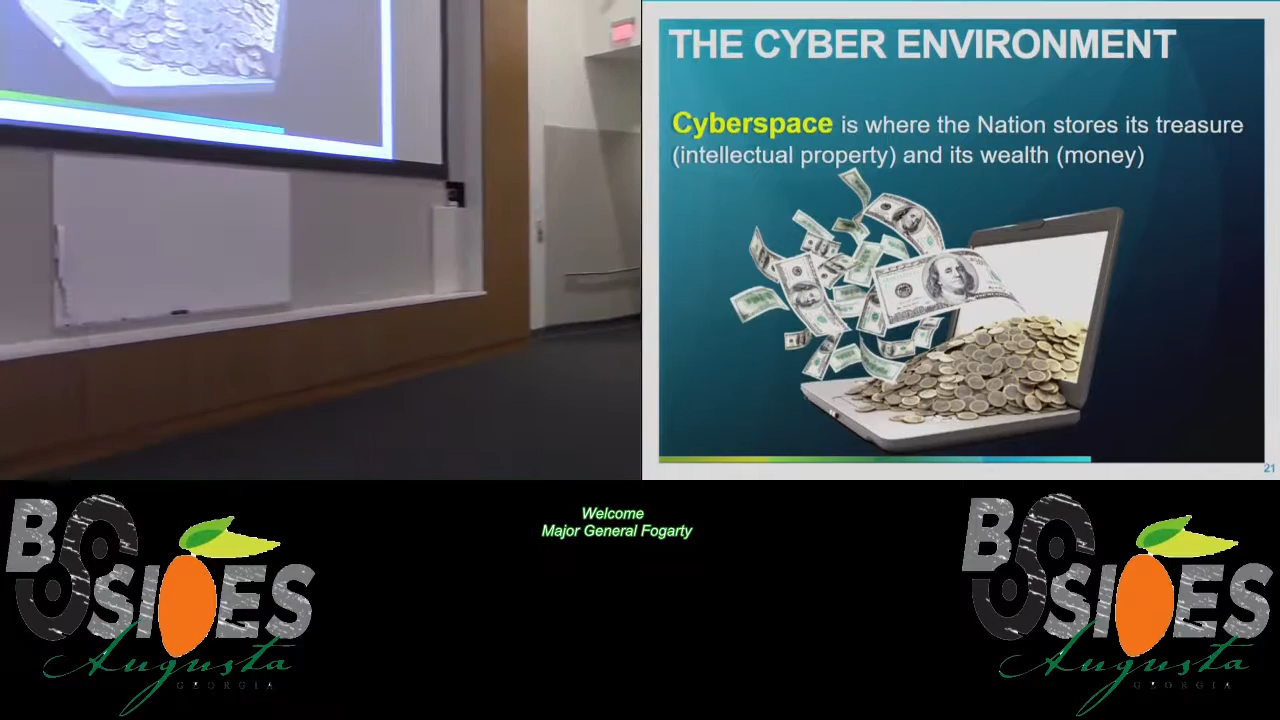 THE CYBER ENVIRONMENT
Cyberspace is where the Nation stores its treasure
(intellectual property) and its wealth (money)
21
Welcome
Major General Fogarty
BSIDES
Augusta
GEORGIA
BSIDES
Augusta
GEORGIA